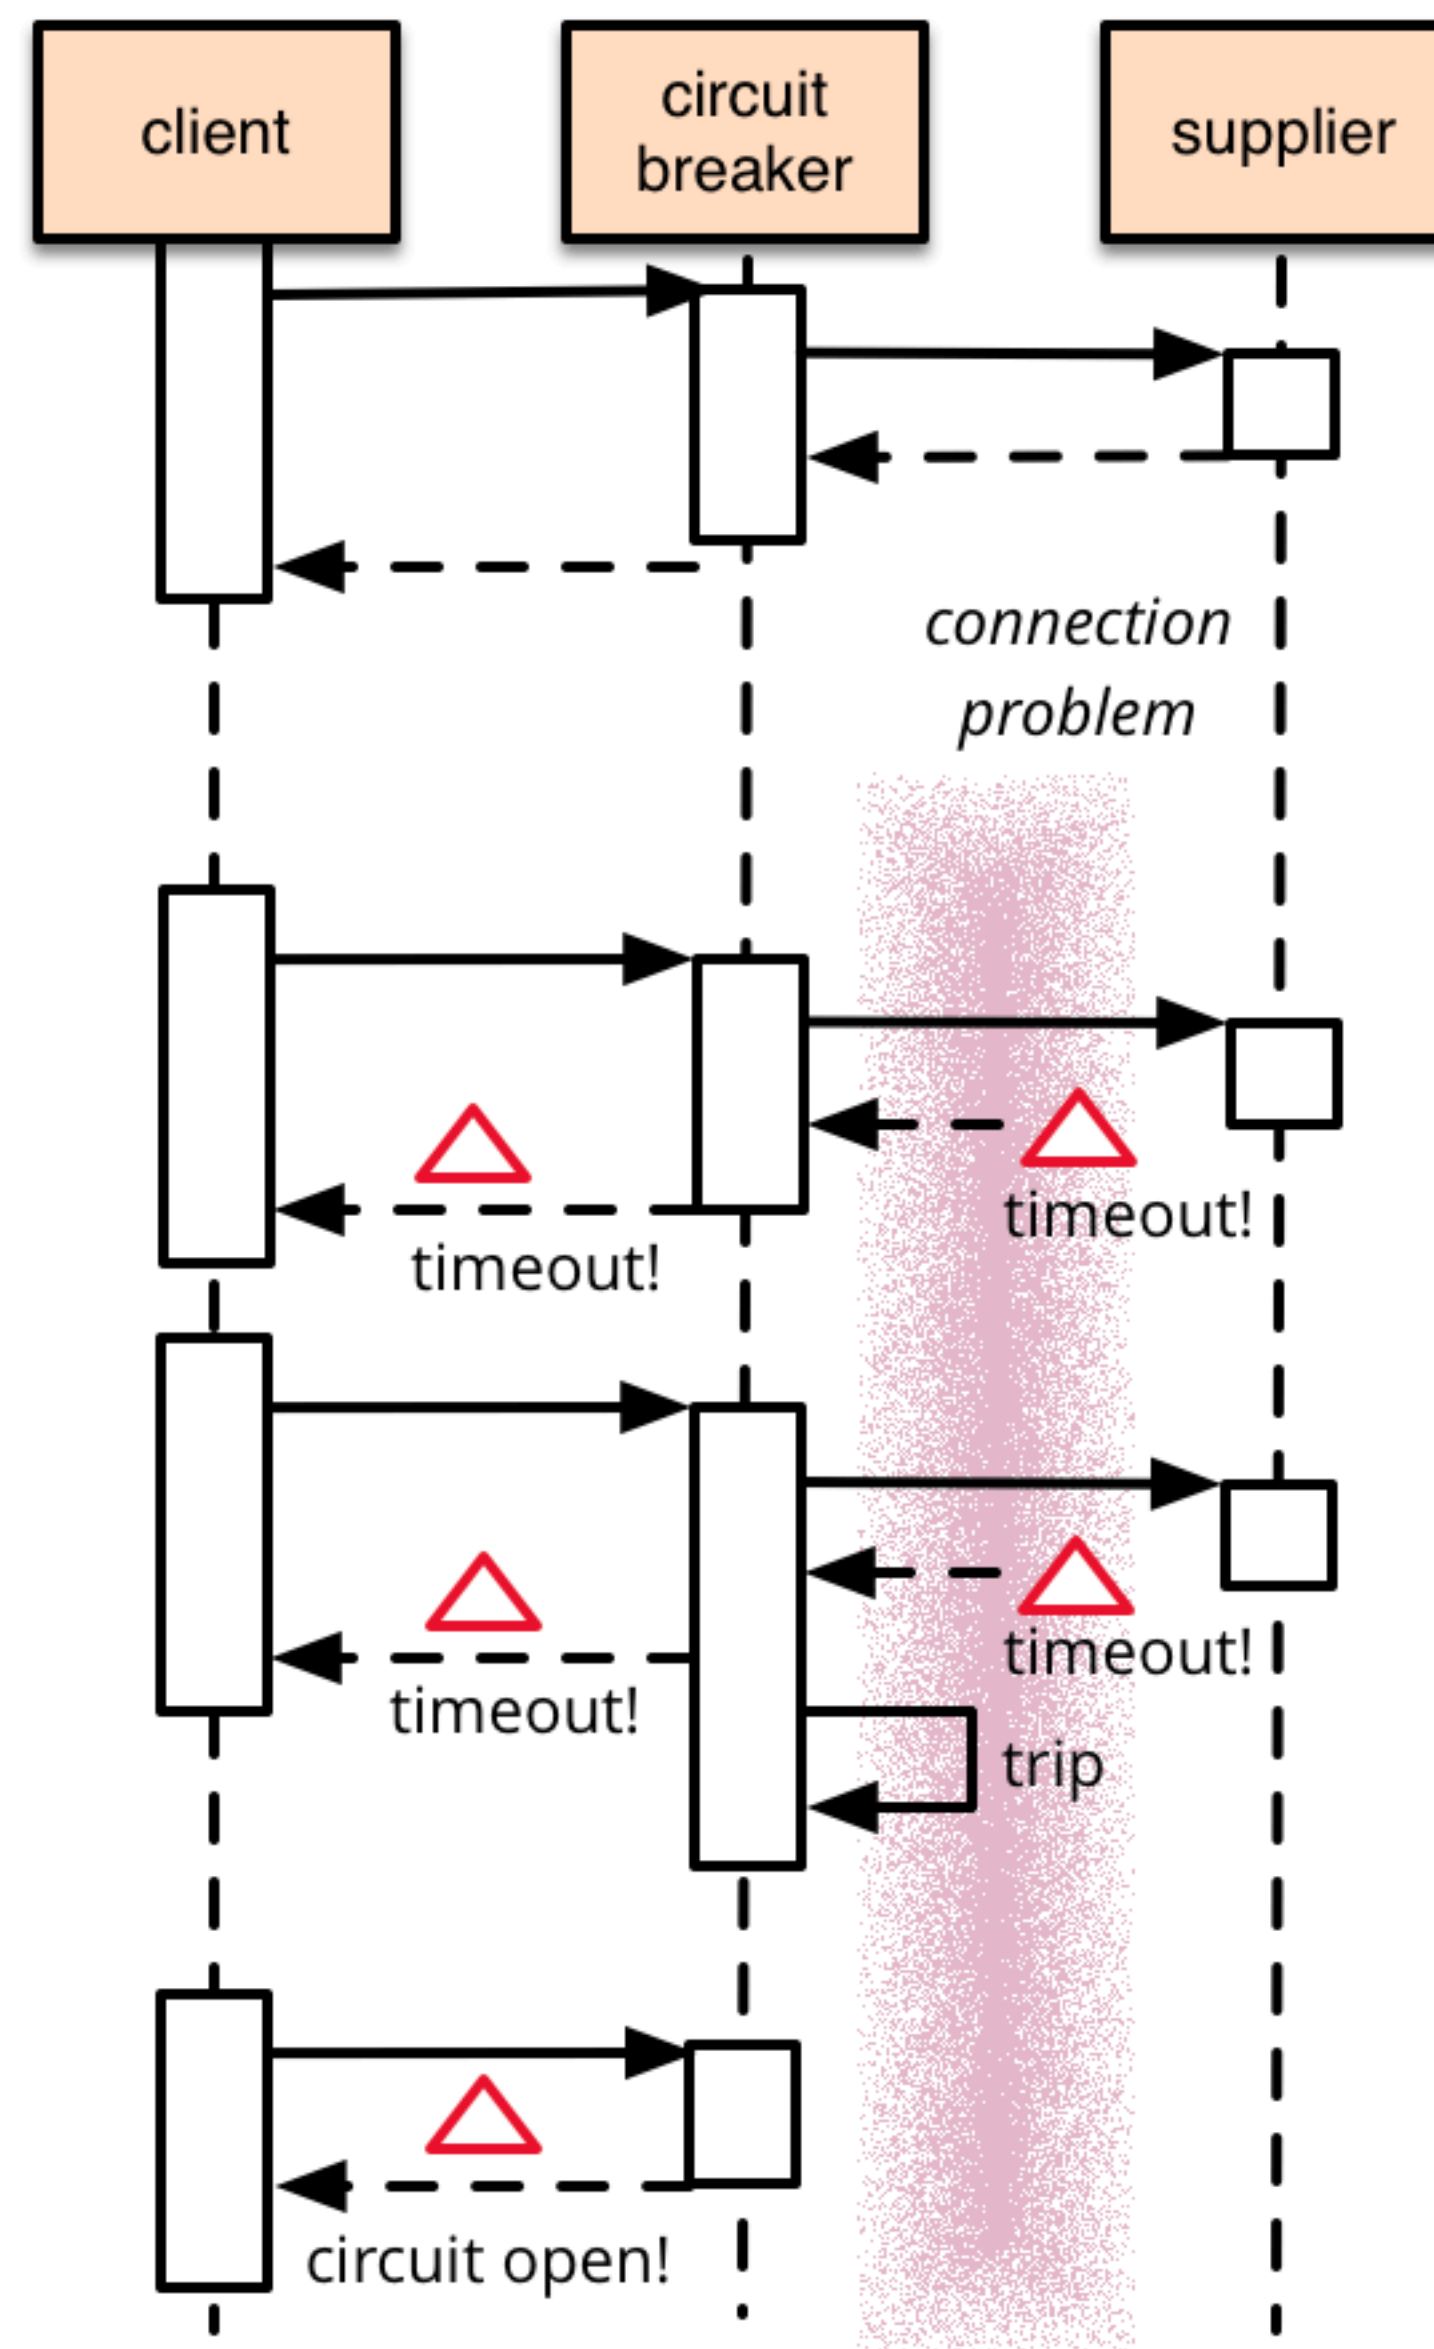 client
circuit
breaker
supplier
connection
problem
timeout!
timeout!
timeout!
timeout!
trip
circuit open!